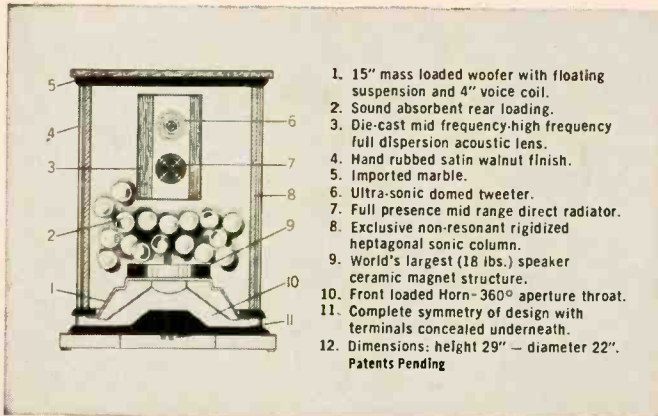 1. 15" mass loaded woofer with floating
suspension and 4" voice coil.
2. Sound absorbent rear loading.
3. Die-cast mid frequency-high frequency
full dispersion acoustic lens.
4. Hand rubbed satin walnut finish.
5. Imported marble.
6. Ultra-sonic domed tweeter.
7. Full presence mid range direct radiator.
8. Exclusive non-resonant rigidized
heptagonal sonic column.
9. World's largest (18 lbs.) speaker
ceramic magnet structure.
10. Front loaded Horn-360° aperture throat.
11. Complete symmetry of design with
terminals concealed underneath.
12. Dimensions: height 29" — diameter 22".
Patents Pending
5
4
3
2
1
6
7
8
9
10
11